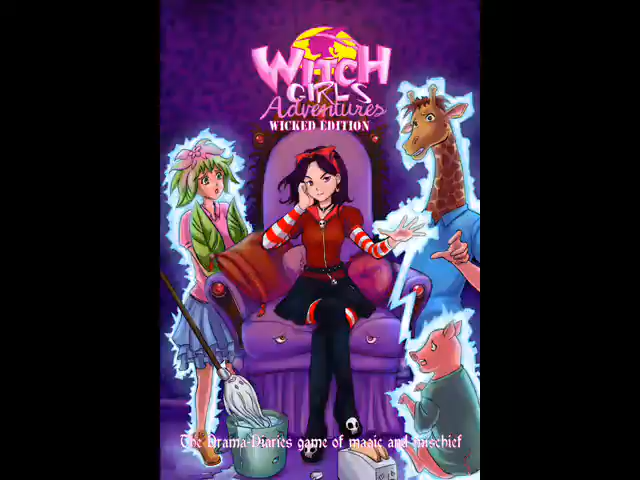 WITCH
GIRLS
Adventures
WICKED EDITION
The Drama-Diaries game of magic and mischief